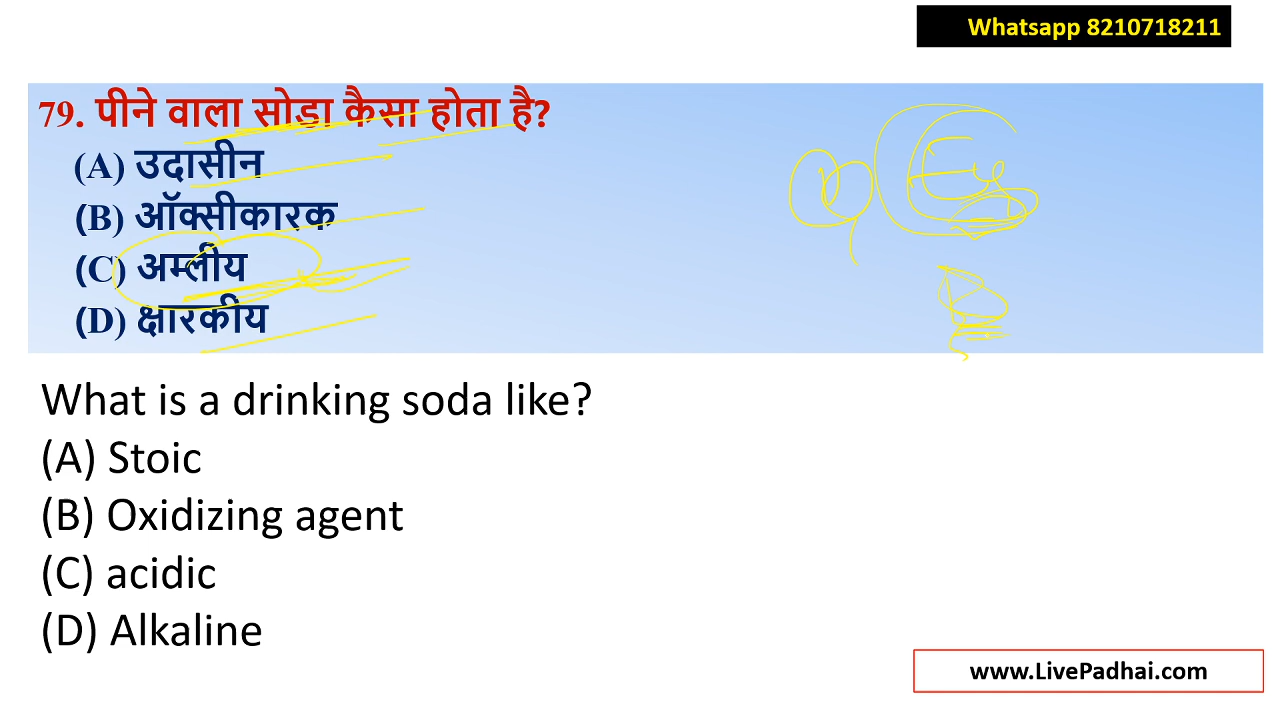 Whatsapp 8210718211
79. पीने वाला सोडा कैसा होता है?
(A) उदासीन
(B) ऑक्सीकारक
(C) अम्लीय
(D) क्षारकीय
What is a drinking soda like?
(A) Stoic
(B) Oxidizing agent
(C) acidic
(D) Alkaline
www.LivePadhai.com